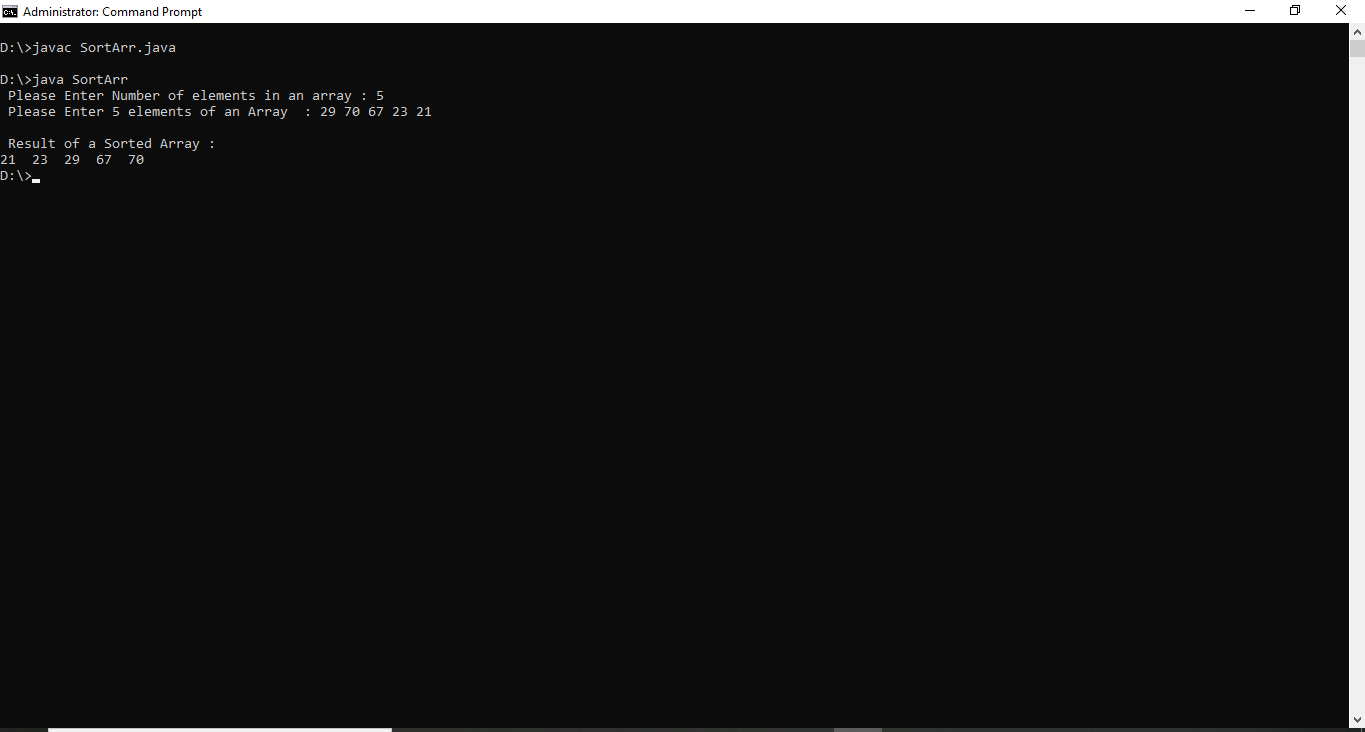 Administrator: Command Prompt
D:\>javac SortArr.java
D:\>java SortArr
Please Enter Number of elements in an array : 5
Please Enter 5 elements of an Array  : 29 70 67 23 21
Result of a Sorted Array :
21  23  29  67  70
D:\>